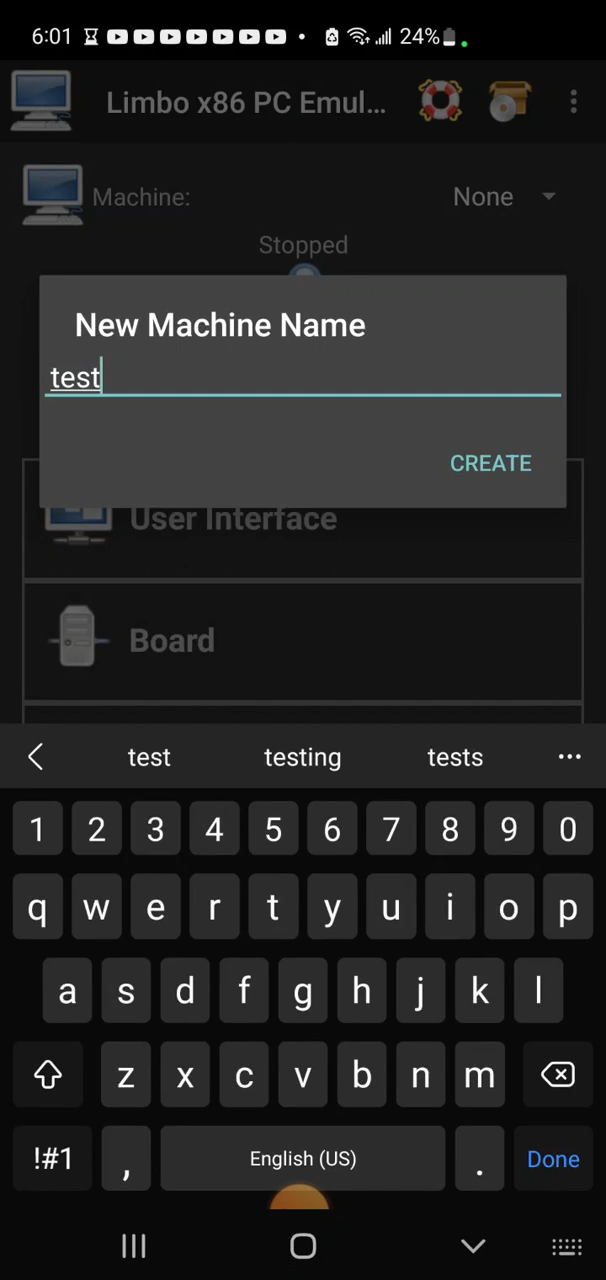 6:01 24%
Limbo x86 PC Emul...
Machine: None
Stopped
New Machine Name
test
CREATE
User Interface
Board
test testing tests
1 2 3 4 5 6 7 8 9 0
q w e r t y u i o p
a s d f g h j k l
z x c v b n m
!#1 , English (US) . Done